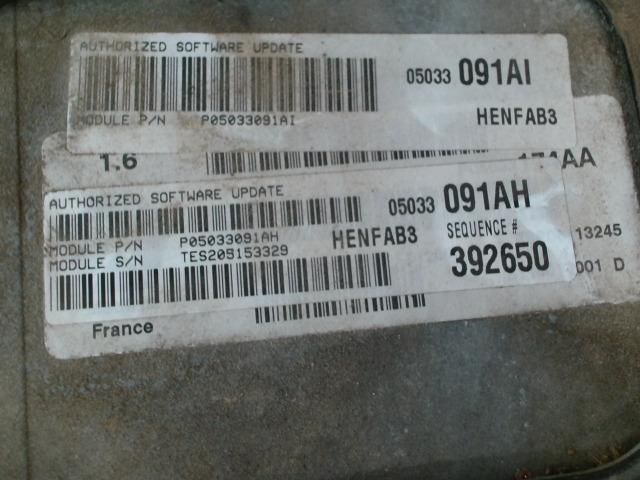 AUTHORIZED SOFTWARE UPDATE
05033 091AI
MODULE P/N P05033091AI HENFAB3
1.6
AUTHORIZED SOFTWARE UPDATE
05033 091AH
MODULE P/N P05033091AH HENFAB3 SEQUENCE # 13245
MODULE S/N TES205153329 392650 001 D
France